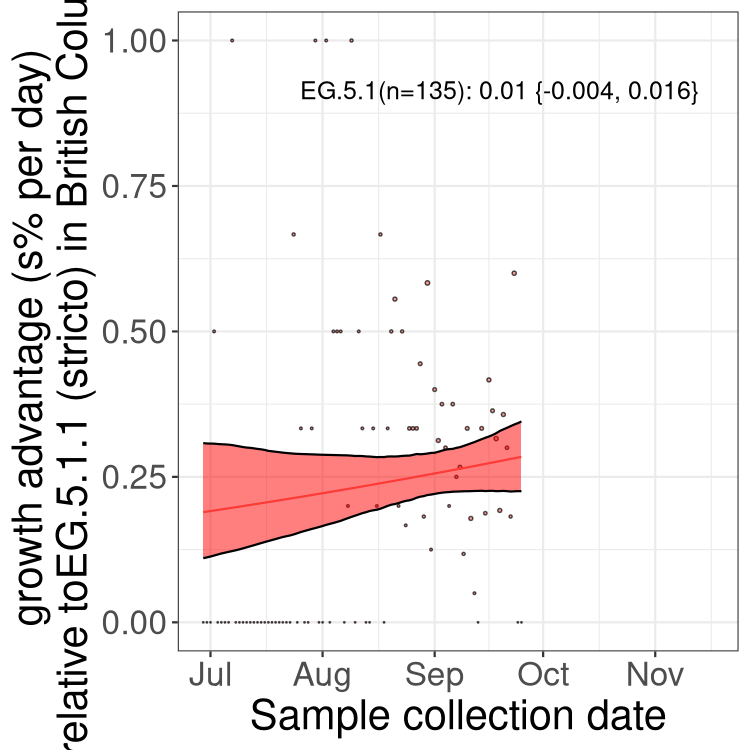 growth advantage (s% per day)
relative toEG.5.1.1 (stricto) in British Colu
1.00
0.75
0.50
0.25
0.00
EG.5.1(n=135): 0.01 {-0.004, 0.016}
Jul Aug Sep Oct Nov
Sample collection date